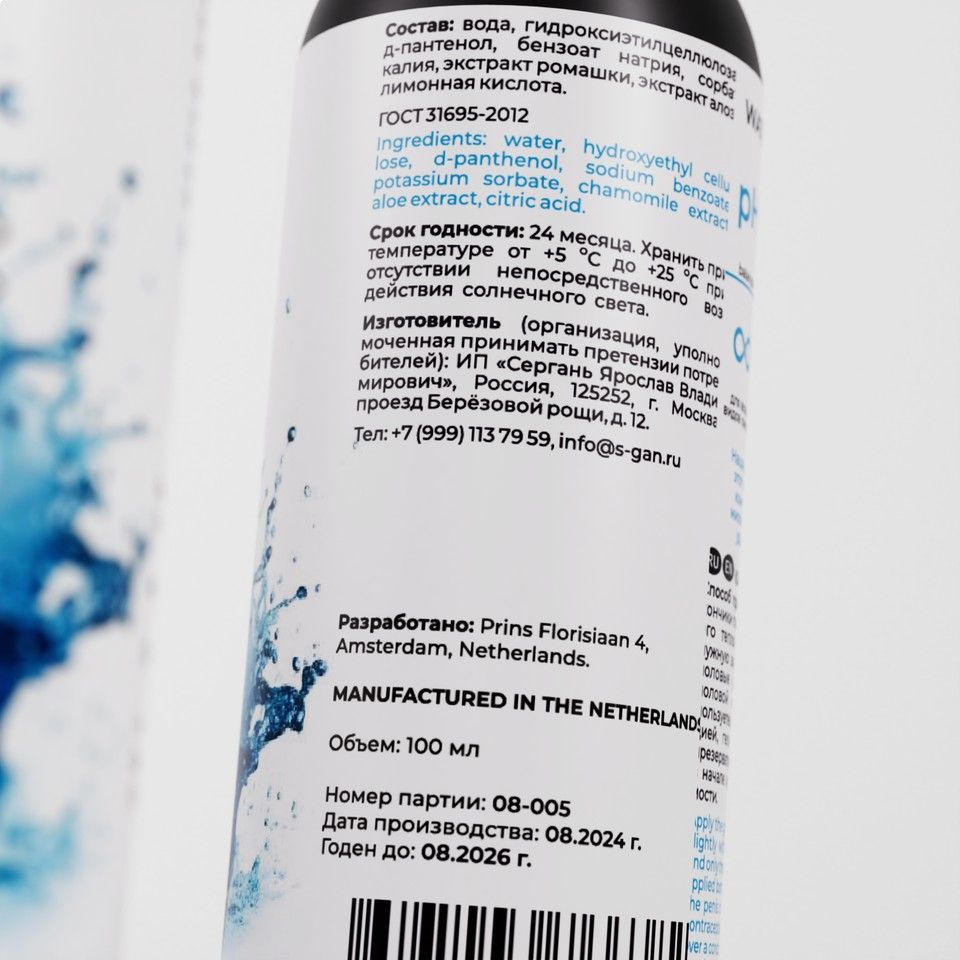 Состав: вода, гидроксиэтилцеллюлоза
д-пантенол, бензоат натрия, сорба
калия, экстракт ромашки, экстракт алоэ
лимонная кислота.
ГОСТ 31695-2012
Ingredients: water, hydroxyethyl cellu
lose, d-panthenol, sodium benzoate
potassium sorbate, chamomile extract
aloe extract, citric acid.
Срок годности: 24 месяца. Хранить при
температуре от +5 °C до +25 °C при
отсутствии непосредственного воз
действия солнечного света.
Изготовитель (организация, уполно
моченная принимать претензии потре
бителей): ИП «Сергань Ярослав Влади
мирович», Россия, 125252, г. Москва
проезд Берёзовой рощи, д. 12.
Тел: +7 (999) 113 79 59, info@s-gan.ru
Разработано: Prins Florisiaan 4,
Amsterdam, Netherlands.
MANUFACTURED IN THE NETHERLANDS
Объем: 100 мл
Номер партии: 08-005
Дата производства: 08.2024 г.
Годен до: 08.2026 г.
WA
pH
RU EN